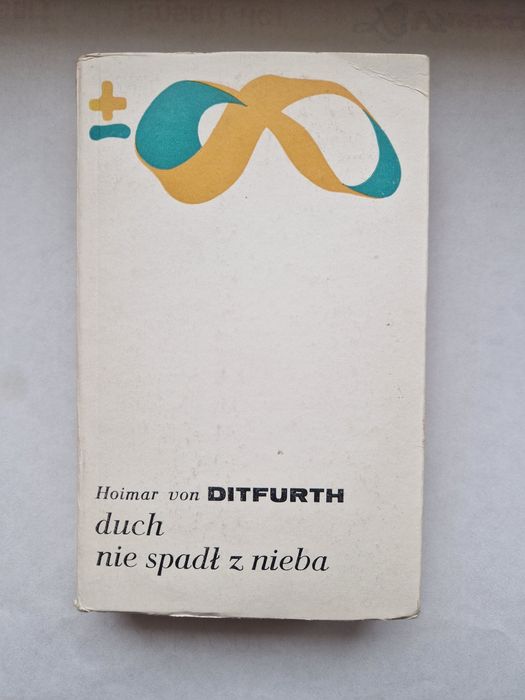 ±∞
Hoimar von DITFURTH
duch
nie spadł z nieba